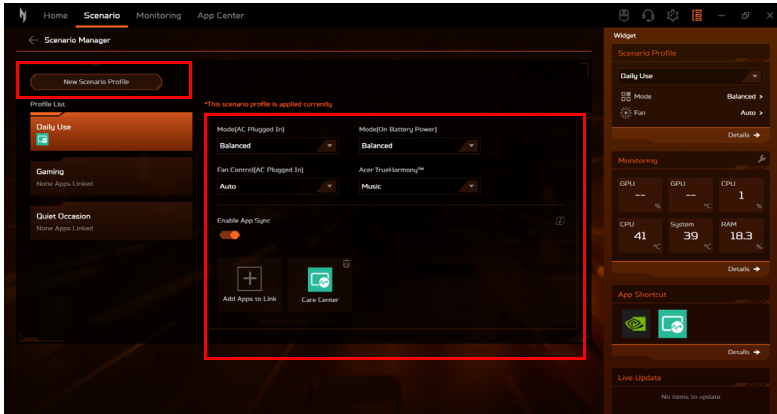 Home Scenario Monitoring App Center
Scenario Manager
New Scenario Profile
Profile List
Daily Use
Gaming
None Apps Linked
Quiet Occasion
None Apps Linked
*This scenario profile is applied currently
Mode(AC Plugged In) Mode(On Battery Power)
Balanced Balanced
Fan Control(AC Plugged In) Acer TrueHarmony™
Auto Music
Enable App Sync
Add Apps to Link Care Center
Widget
Scenario Profile
Daily Use
Mode Balanced >
Fan Auto >
Details →
Monitoring
GPU GPU CPU
-- -- 1
% °C %
CPU System RAM
41 39 18.3
°C °C %
Details →
App Shortcut
Details →
Live Update
No items to update